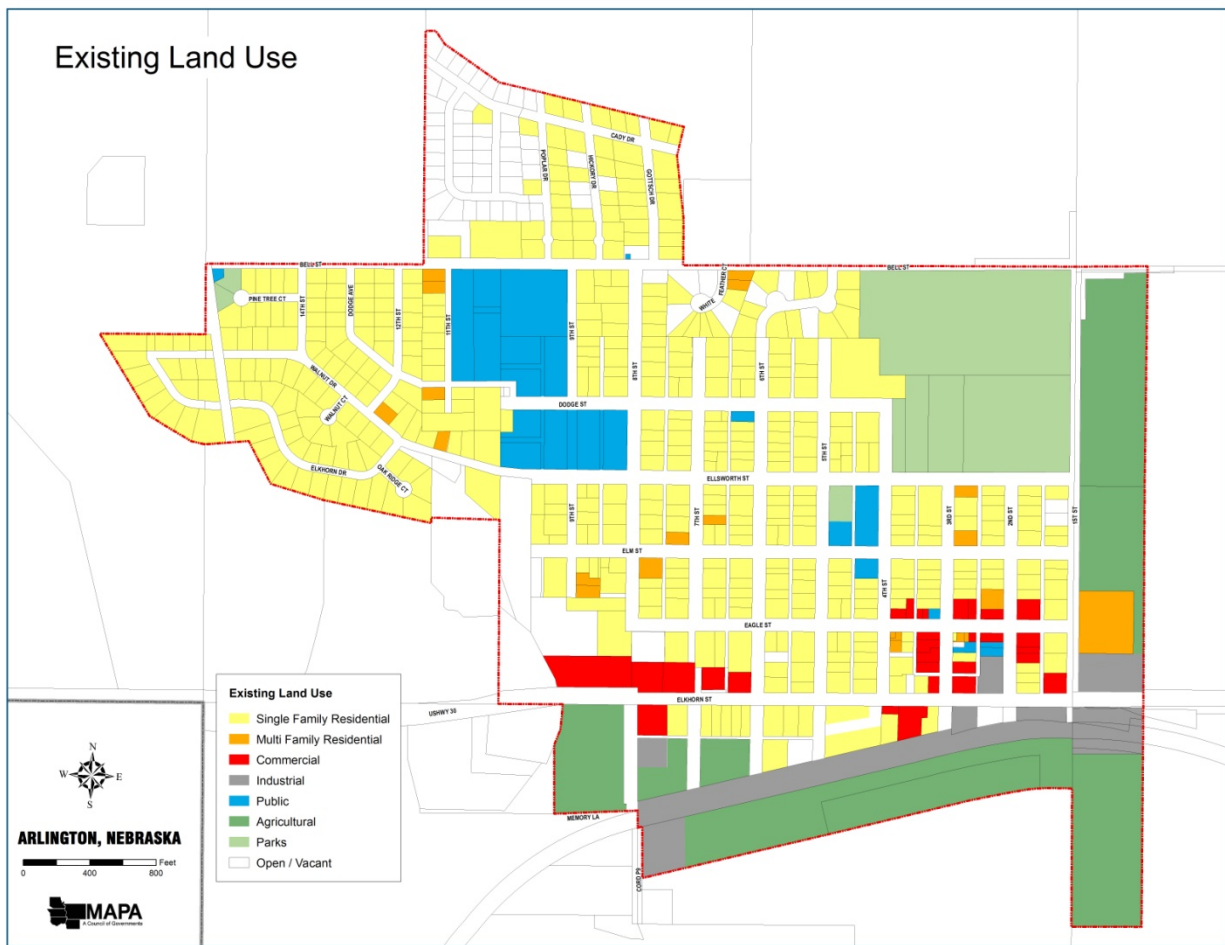 Existing Land Use
CADY DR
POPLAR DR
HICKORY DR
GOTTSCH DR
BELL ST
BELL ST
PINE TREE CT
14TH ST
DODGE AVE
12TH ST
11TH ST
9TH ST
8TH ST
WHITE
FEATHER CT
6TH ST
WALNUT DR
WALNUT CT
DODGE ST
5TH ST
1ST ST
ELKHORN DR
OAK RIDGE CT
ELLSWORTH ST
9TH ST
7TH ST
3RD ST
2ND ST
ELM ST
4TH ST
EAGLE ST
ELKHORN ST
USHWY 30
MEMORY LA
CORD P9
Existing Land Use
Single Family Residential
Multi Family Residential
Commercial
Industrial
Public
Agricultural
Parks
Open / Vacant
N
W
E
S
ARLINGTON, NEBRASKA
Feet
0 400 800
MAPA
A Council of Governments